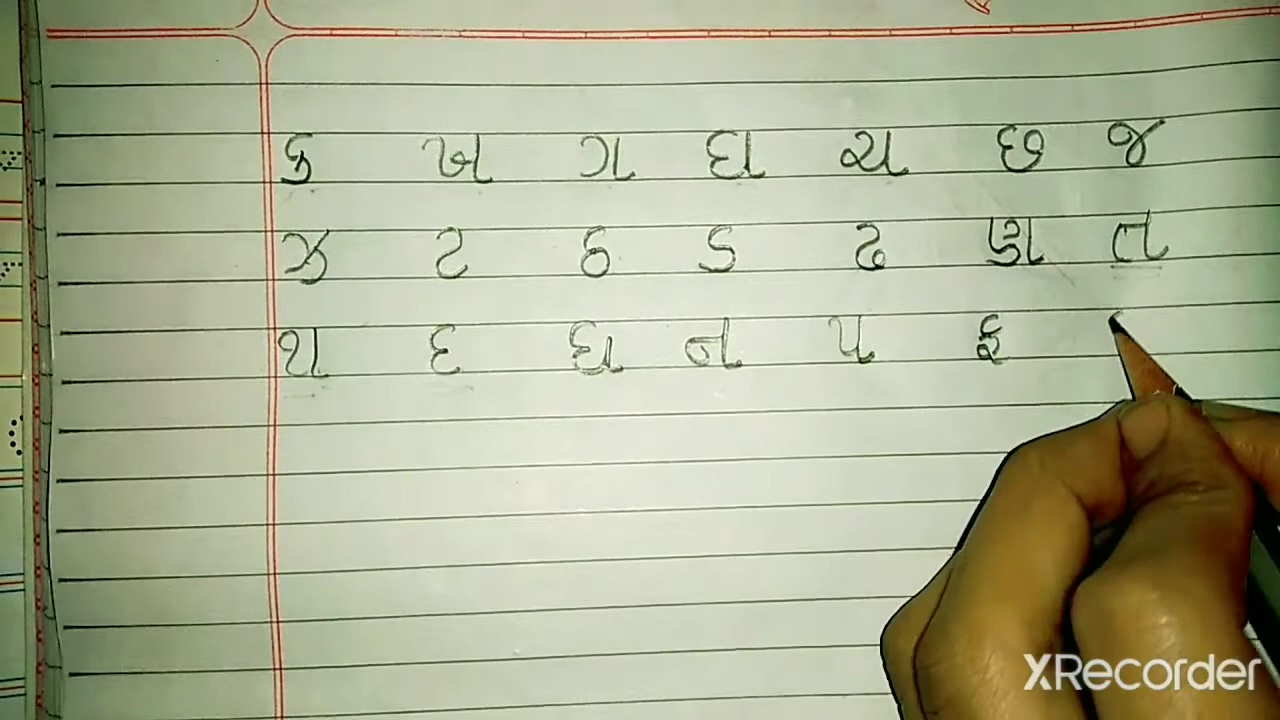 ક ખ ગ ઘ ચ છ જ
ઝ ટ ઠ ડ ઢ ણ ત
થ દ ધ ન પ ફ
XRecorder